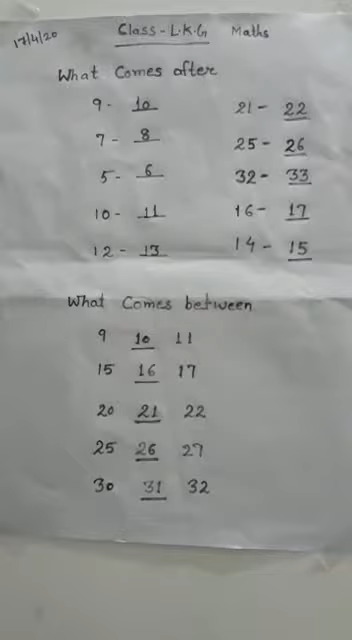 17/4/20 Class - L.K.G Maths
What Comes after
9 - 10 21 - 22
7 - 8 25 - 26
5 - 6 32 - 33
10 - 11 16 - 17
12 - 13 14 - 15
What Comes between
9 10 11
15 16 17
20 21 22
25 26 27
30 31 32